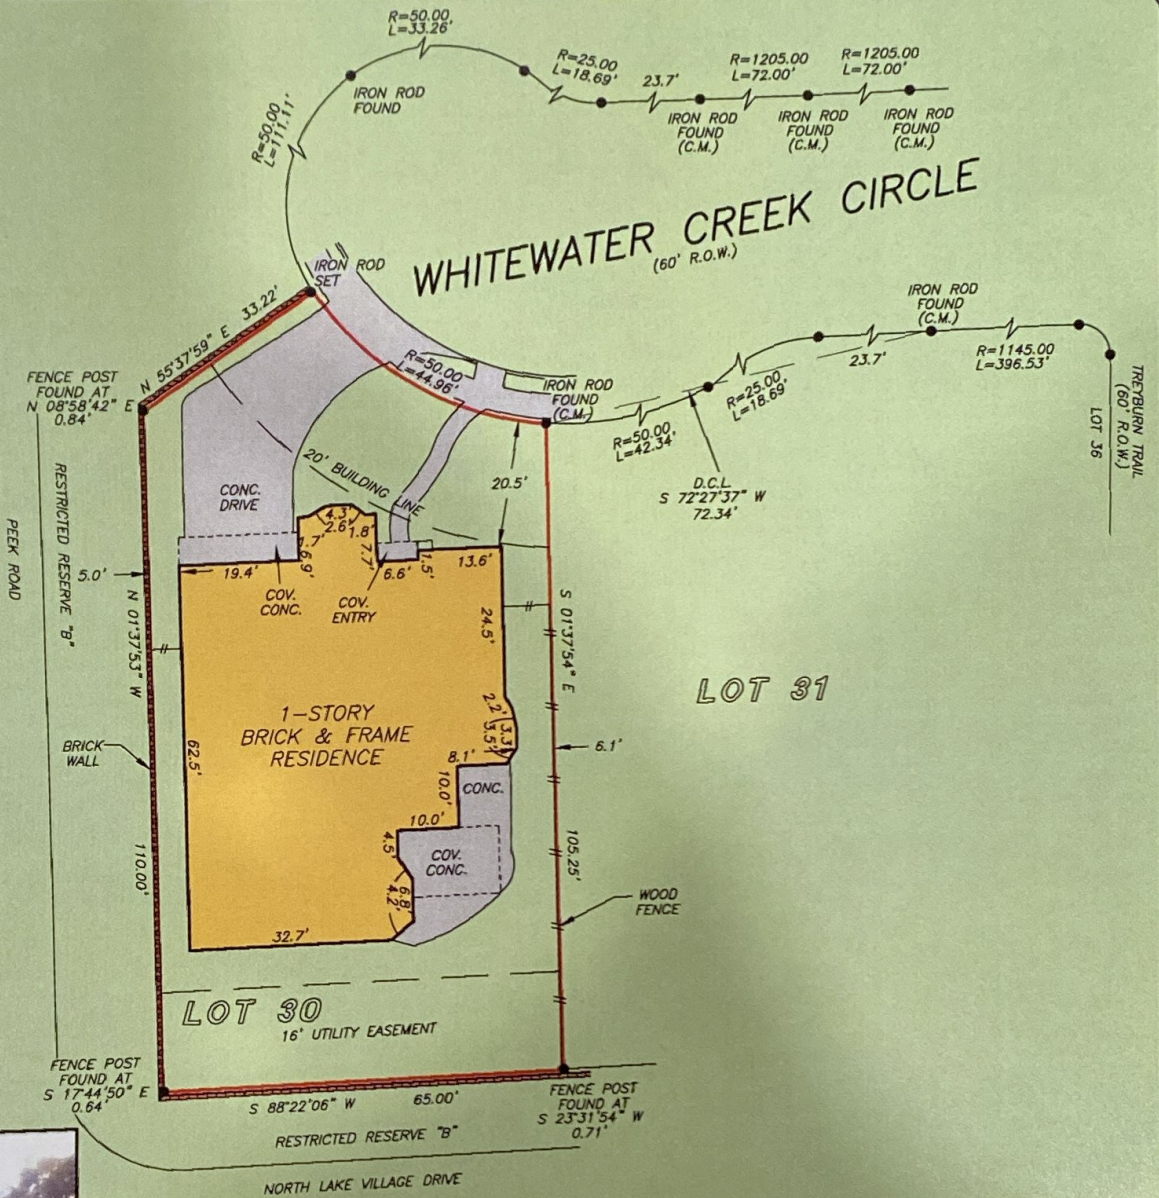 R=50.00
L=33.26'
R=25.00
L=18.69'
23.7'
R=1205.00
L=72.00'
R=1205.00
L=72.00'
IRON ROD
FOUND
IRON ROD
FOUND
(C.M.)
IRON ROD
FOUND
(C.M.)
IRON ROD
FOUND
(C.M.)
R=50.00
L=111.11'
WHITEWATER CREEK CIRCLE
(60' R.O.W.)
IRON ROD
SET
33.22'
N 55°37'59" E
R=50.00
L=44.96'
IRON ROD
FOUND
(C.M.)
IRON ROD
FOUND
(C.M.)
23.7'
R=1145.00
L=396.53'
R=25.00
L=18.69'
R=50.00
L=42.34'
D.C.L
S 72°27'37" W
72.34'
TREYBURN TRAIL
(60' R.O.W.)
LOT 36
FENCE POST
FOUND AT
N 08°58'42" E
0.84'
20' BUILDING LINE
20.5'
CONC.
DRIVE
4.3'
2.6'
1.8'
1.7'
6.9'
7.7'
6.6'
1.5'
13.6'
19.4'
COV.
CONC.
COV.
ENTRY
5.0'
PEEK ROAD
RESTRICTED RESERVE "B"
N 01°37'53" W
110.00'
BRICK
WALL
24.5'
S 01°37'54" E
105.25'
LOT 31
1-STORY
BRICK & FRAME
RESIDENCE
62.5'
2.2'
3.3'
3.5'
6.1'
8.1'
10.0'
CONC.
10.0'
4.5'
COV.
CONC.
6.8'
4.2'
WOOD
FENCE
32.7'
LOT 30
16' UTILITY EASEMENT
FENCE POST
FOUND AT
S 17°44'50" E
0.64'
S 88°22'06" W
65.00'
FENCE POST
FOUND AT
S 23°31'54" W
0.71'
RESTRICTED RESERVE "B"
NORTH LAKE VILLAGE DRIVE